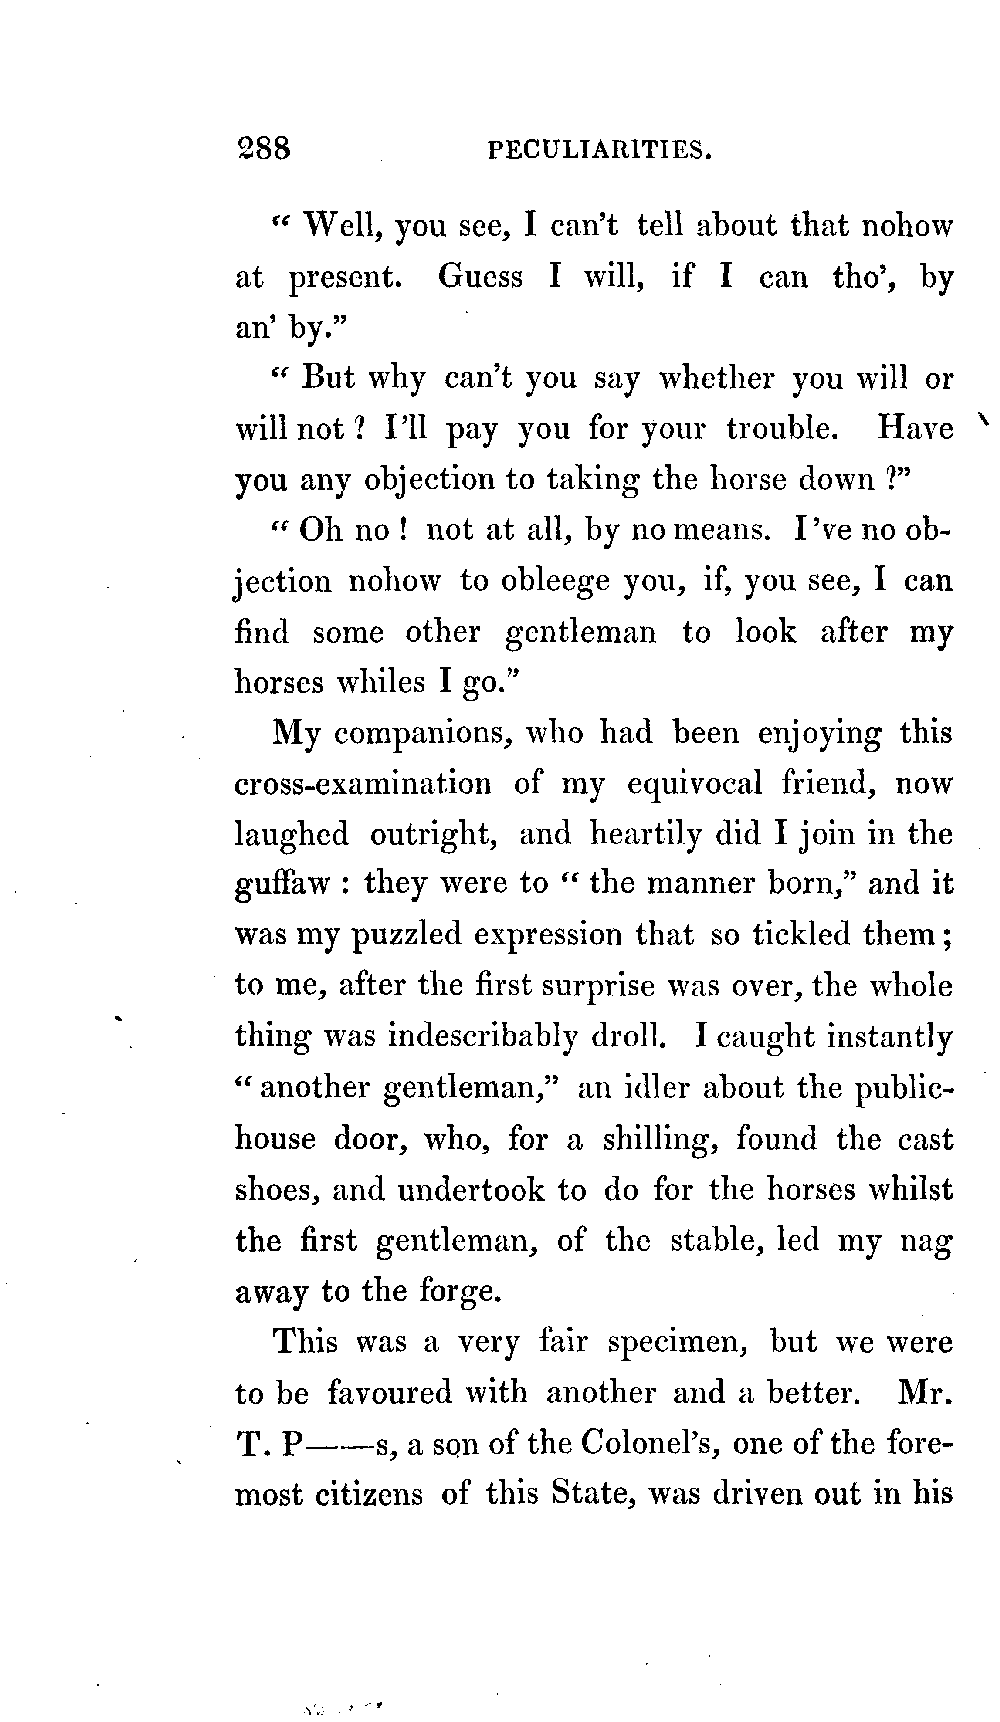 288 PECULIARITIES.
“ Well, you see, I can't tell about that nohow
at present. Guess I will, if I can tho', by
an' by.”
“ But why can't you say whether you will or
will not ? I'll pay you for your trouble. Have
you any objection to taking the horse down ?”
“ Oh no ! not at all, by no means. I've no ob-
jection nohow to obleege you, if, you see, I can
find some other gentleman to look after my
horses whiles I go.”
My companions, who had been enjoying this
cross-examination of my equivocal friend, now
laughed outright, and heartily did I join in the
guffaw : they were to “ the manner born,” and it
was my puzzled expression that so tickled them ;
to me, after the first surprise was over, the whole
thing was indescribably droll. I caught instantly
“ another gentleman,” an idler about the public-
house door, who, for a shilling, found the cast
shoes, and undertook to do for the horses whilst
the first gentleman, of the stable, led my nag
away to the forge.
This was a very fair specimen, but we were
to be favoured with another and a better. Mr.
T. P——s, a son of the Colonel's, one of the fore-
most citizens of this State, was driven out in his